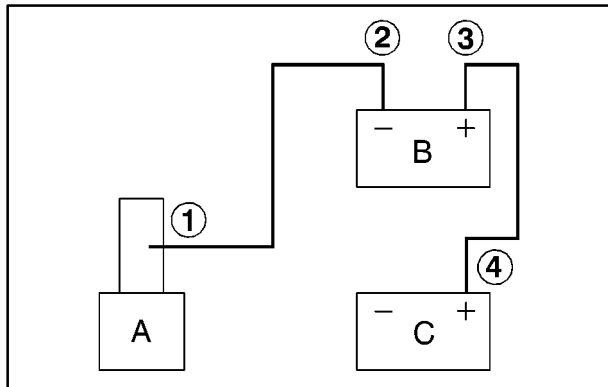 ② ③
− +
B
①
④
A
− +
C